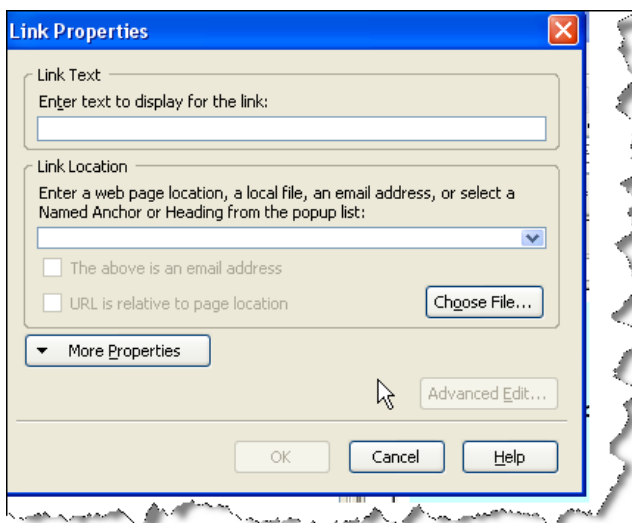 Link Properties
Link Text
Enter text to display for the link:
Link Location
Enter a web page location, a local file, an email address, or select a
Named Anchor or Heading from the popup list:
The above is an email address
URL is relative to page location
Choose File...
More Properties
Advanced Edit...
OK Cancel Help